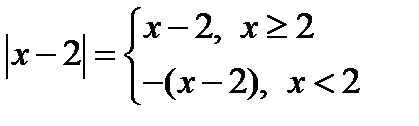 |x − 2| = { x − 2, x ≥ 2
−(x − 2), x < 2